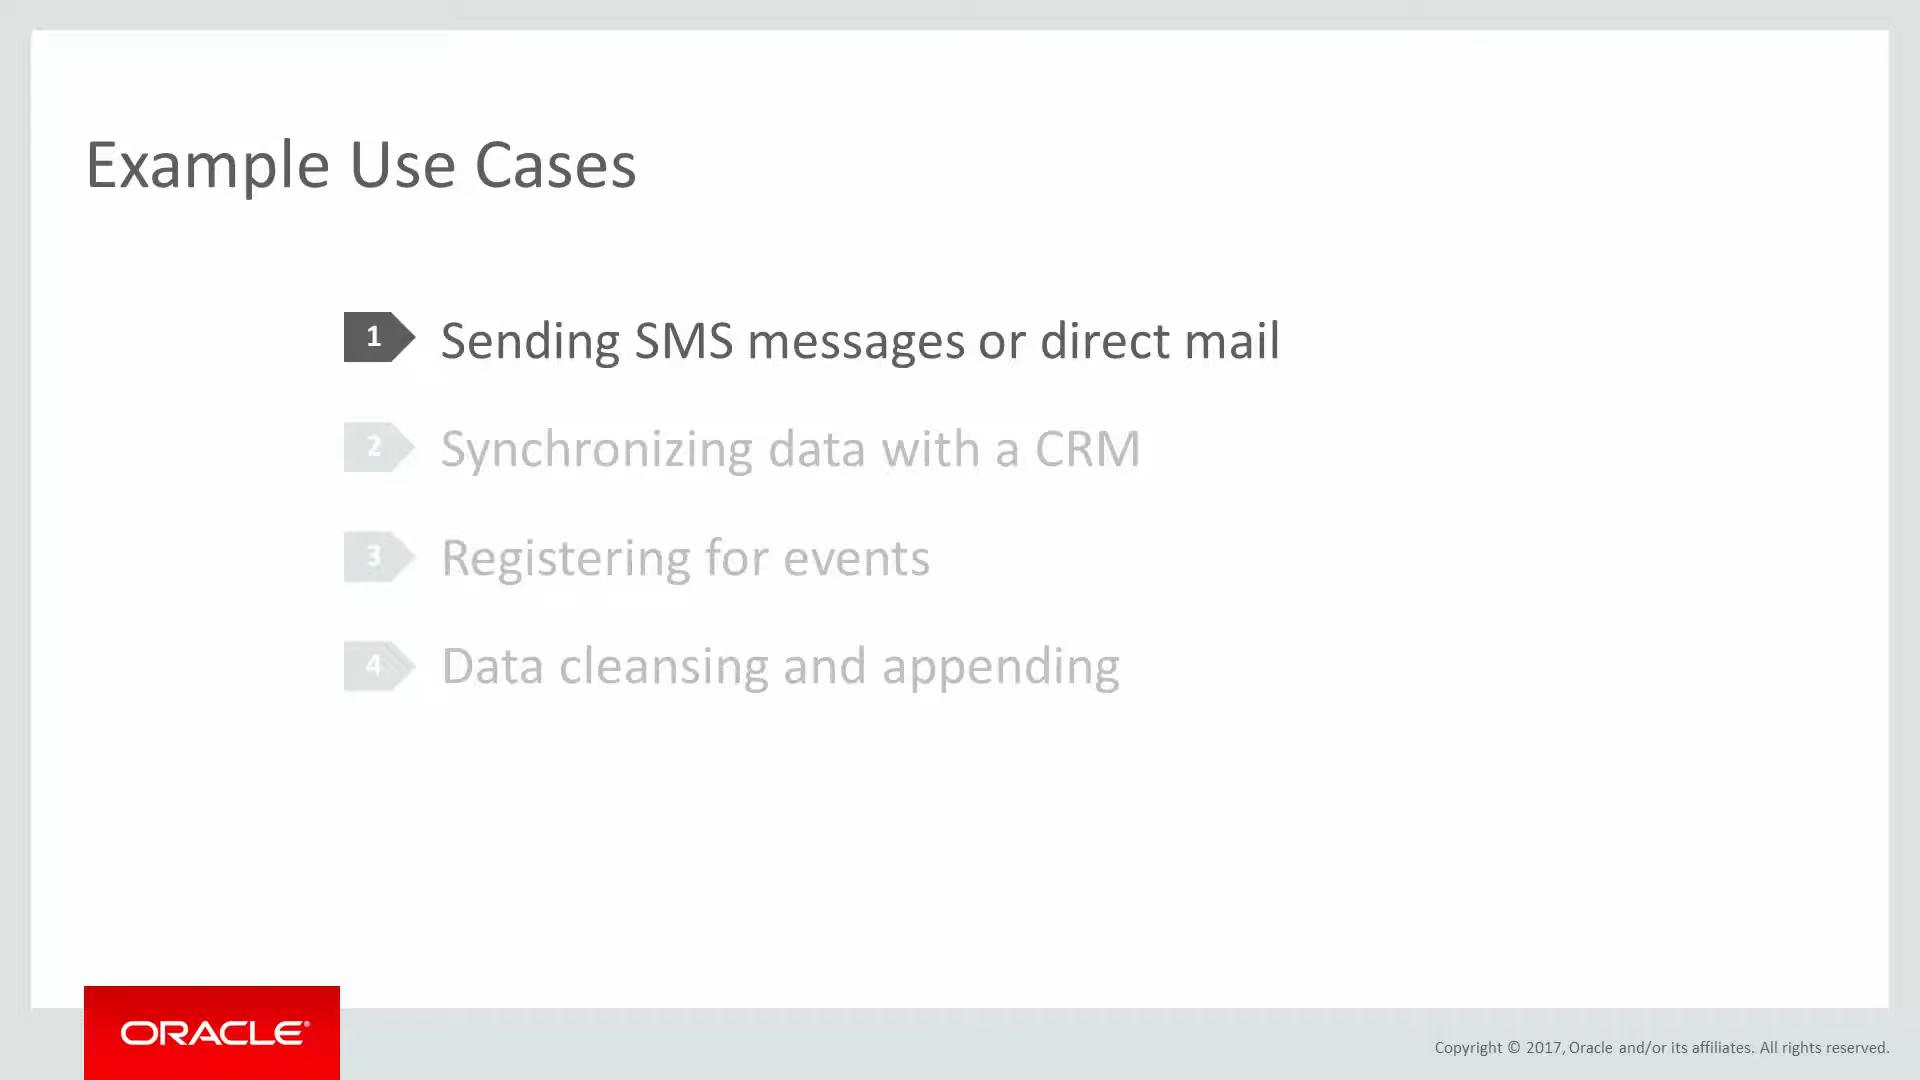 Example Use Cases
1 Sending SMS messages or direct mail
2 Synchronizing data with a CRM
3 Registering for events
4 Data cleansing and appending
ORACLE®
Copyright © 2017, Oracle and/or its affiliates. All rights reserved.